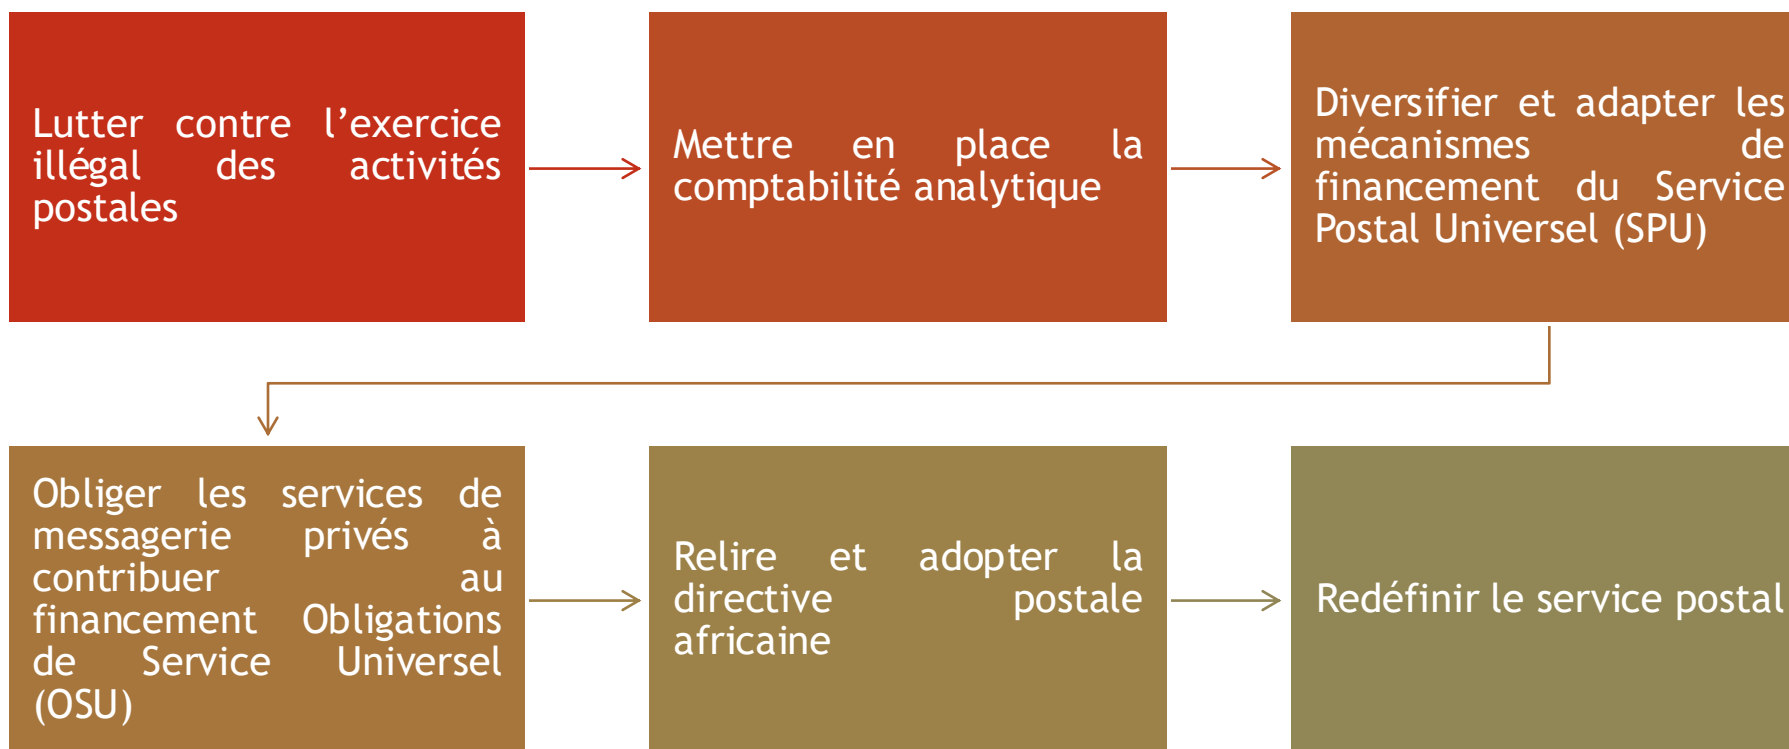 Lutter contre l’exercice
illégal des activités
postales
Mettre en place la
comptabilité analytique
Diversifier et adapter les
mécanismes de
financement du Service
Postal Universel (SPU)
Obliger les services de
messagerie privés à
contribuer au
financement Obligations
de Service Universel
(OSU)
Relire et adopter la
directive postale
africaine
Redéfinir le service postal